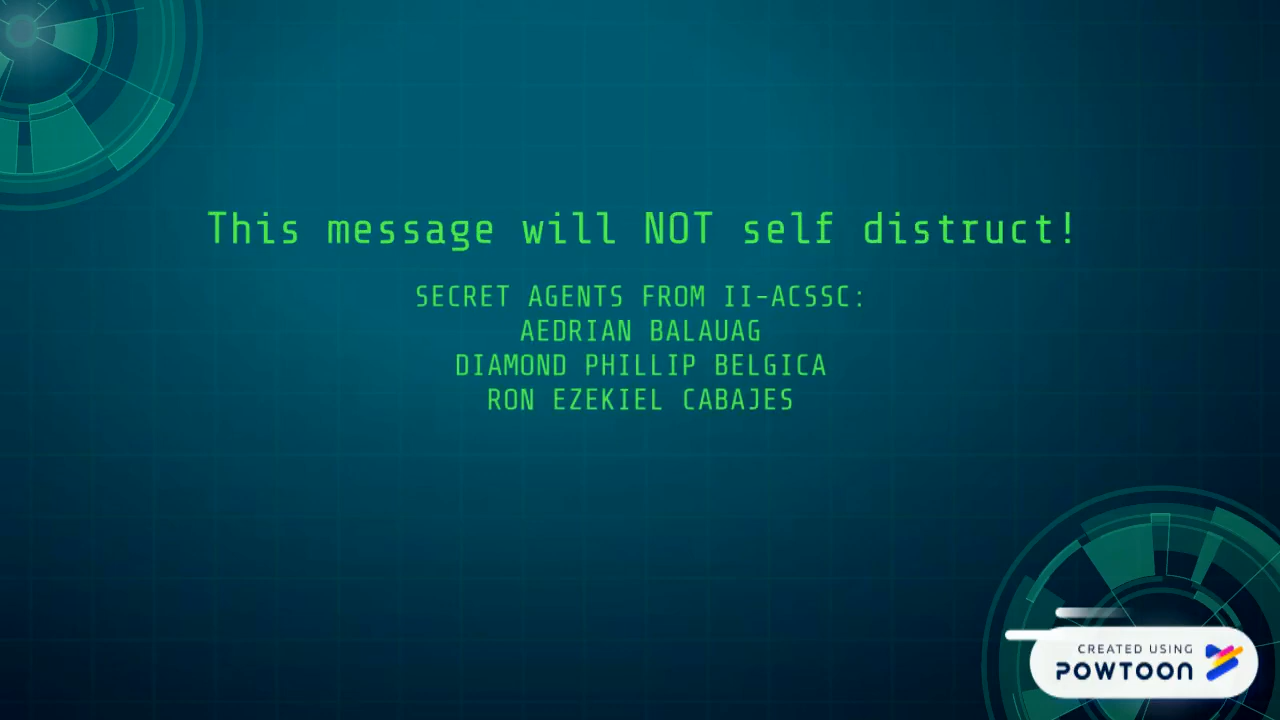 This message will NOT self distruct!
SECRET AGENTS FROM II-ACSSC:
AEDRIAN BALAUAG
DIAMOND PHILLIP BELGICA
RON EZEKIEL CABAJES
CREATED USING
POWTOON